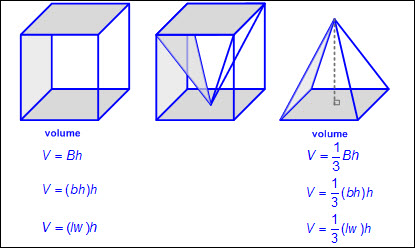 volume
V = Bh
V = (bh)h
V = (lw)h
volume
V = 1/3 Bh
V = 1/3 (bh)h
V = 1/3 (lw)h